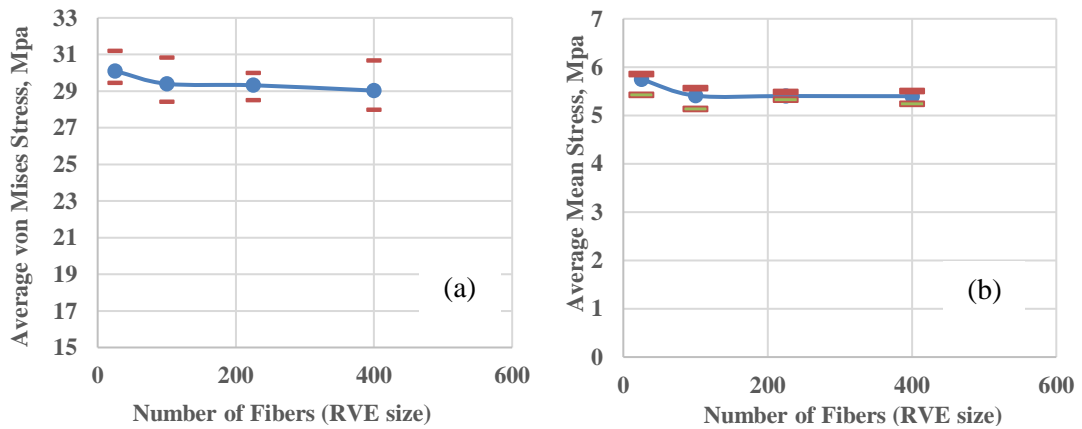 Average von Mises Stress, Mpa
33
31
29
27
25
23
21
19
17
15
0 200 400 600
Number of Fibers (RVE size)
(a)
Average Mean Stress, Mpa
7
6
5
4
3
2
1
0
0 200 400 600
Number of Fibers (RVE size)
(b)